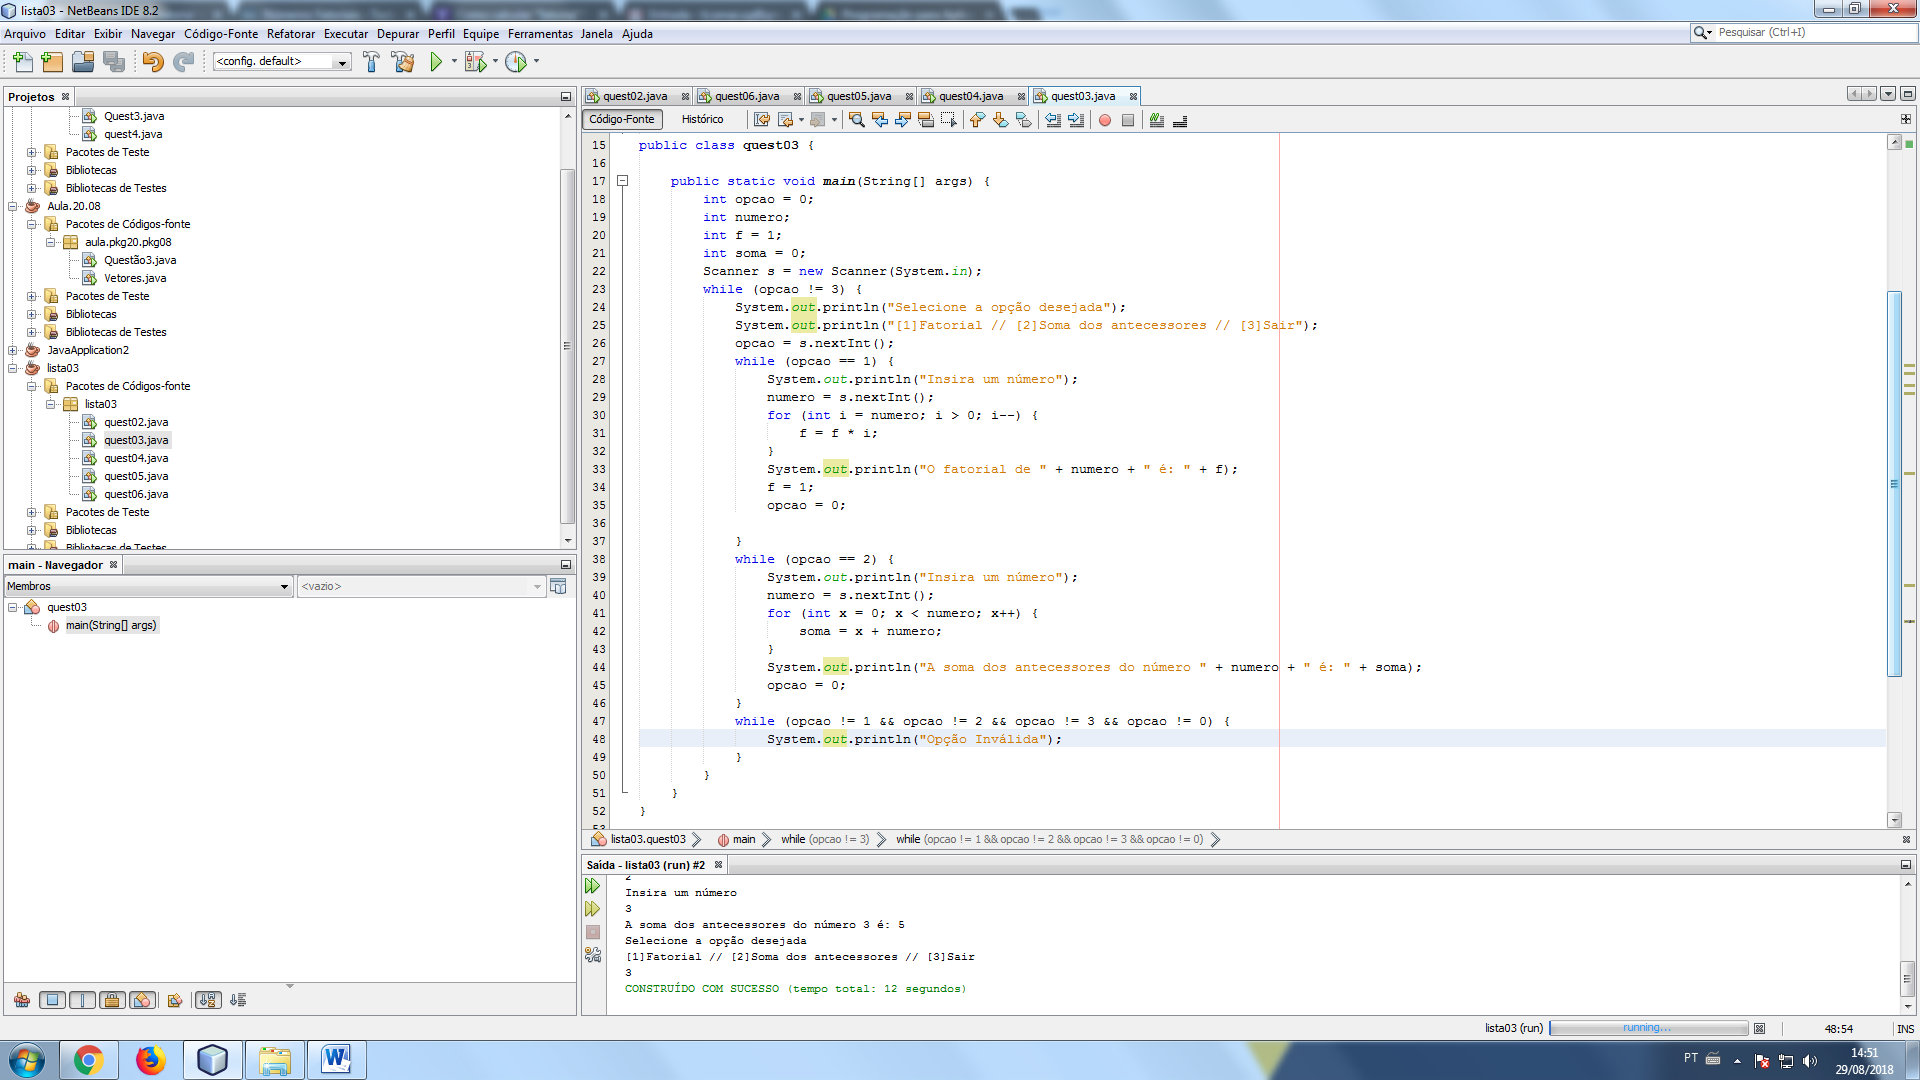 lista03 - NetBeans IDE 8.2
Arquivo Editar Exibir Navegar Código-Fonte Refatorar Executar Depurar Perfil Equipe Ferramentas Janela Ajuda
Pesquisar (Ctrl+I)
<config. default>
Projetos
Quest3.java
quest4.java
Pacotes de Teste
Bibliotecas
Bibliotecas de Testes
Aula.20.08
Pacotes de Códigos-fonte
aula.pkg20.pkg08
Questão3.java
Vetores.java
Pacotes de Teste
Bibliotecas
Bibliotecas de Testes
JavaApplication2
lista03
Pacotes de Códigos-fonte
lista03
quest02.java
quest03.java
quest04.java
quest05.java
quest06.java
Pacotes de Teste
Bibliotecas
Bibliotecas de Testes
main - Navegador
Membros
<vazio>
quest03
main(String[] args)
quest02.java quest06.java quest05.java quest04.java quest03.java
Código-Fonte Histórico
15 public class quest03 {
16
17 public static void main(String[] args) {
18 int opcao = 0;
19 int numero;
20 int f = 1;
21 int soma = 0;
22 Scanner s = new Scanner(System.in);
23 while (opcao != 3) {
24 System.out.println("Selecione a opção desejada");
25 System.out.println("[1]Fatorial // [2]Soma dos antecessores // [3]Sair");
26 opcao = s.nextInt();
27 while (opcao == 1) {
28 System.out.println("Insira um número");
29 numero = s.nextInt();
30 for (int i = numero; i > 0; i--) {
31 f = f * i;
32 }
33 System.out.println("O fatorial de " + numero + " é: " + f);
34 f = 1;
35 opcao = 0;
36
37 }
38 while (opcao == 2) {
39 System.out.println("Insira um número");
40 numero = s.nextInt();
41 for (int x = 0; x < numero; x++) {
42 soma = x + numero;
43 }
44 System.out.println("A soma dos antecessores do número " + numero + " é: " + soma);
45 opcao = 0;
46 }
47 while (opcao != 1 && opcao != 2 && opcao != 3 && opcao != 0) {
48 System.out.println("Opção Inválida");
49 }
50 }
51 }
52 }
53
lista03.quest03 main while (opcao != 3) while (opcao != 1 && opcao != 2 && opcao != 3 && opcao != 0)
Saída - lista03 (run) #2
2
Insira um número
3
A soma dos antecessores do número 3 é: 5
Selecione a opção desejada
[1]Fatorial // [2]Soma dos antecessores // [3]Sair
3
CONSTRUÍDO COM SUCESSO (tempo total: 12 segundos)
lista03 (run) running... 48:54 INS
PT
14:51
29/08/2018